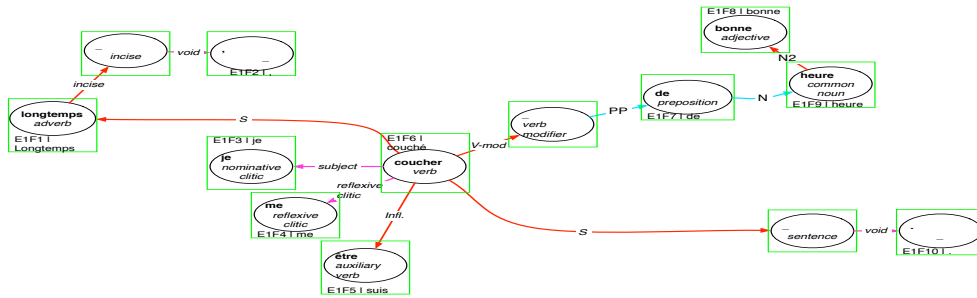 E1F8 | bonne
bonne
adjective
N2
_
incise
void
.
_
E1F2 | .
incise
longtemps
adverb
E1F1 |
Longtemps
S
heure
common
noun
E1F9 | heure
N
de
preposition
E1F7 | de
PP
_
verb
modifier
V-mod
E1F6 |
couché
coucher
verb
E1F3 | je
je
nominative
clitic
subject
reflexive
clitic
me
reflexive
clitic
E1F4 | me
Infl.
être
auxiliary
verb
E1F5 | suis
S
_
sentence
void
.
_
E1F10 | .